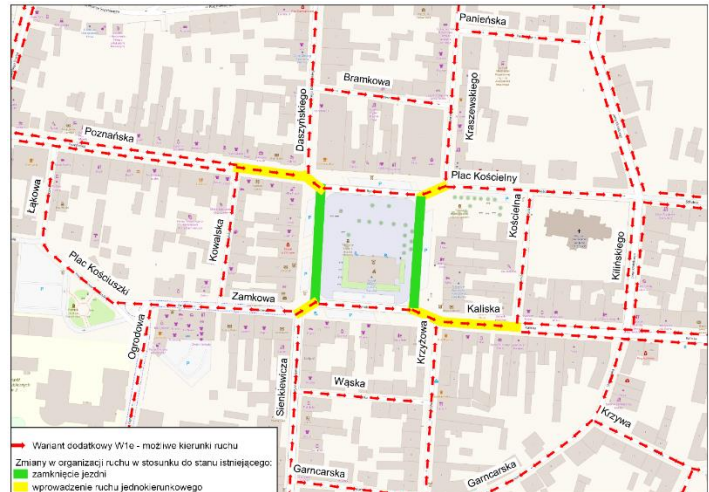 Panieńska
Bramkowa
Daszyńskiego
Kraszewskiego
Poznańska
Plac Kościelny
Łąkowa
Kowalska
Kościelna
Kilińskiego
Plac Kościuszki
Zamkowa
Kaliska
Ogrodowa
Sienkiewicza
Krzyżowa
Wąska
Krzywa
Garncarska
Garncarska
Wariant dodatkowy W1e - możliwe kierunki ruchu
Zmiany w organizacji ruchu w stosunku do stanu istniejącego:
zamknięcie jezdni
wprowadzenie ruchu jednokierunkowego